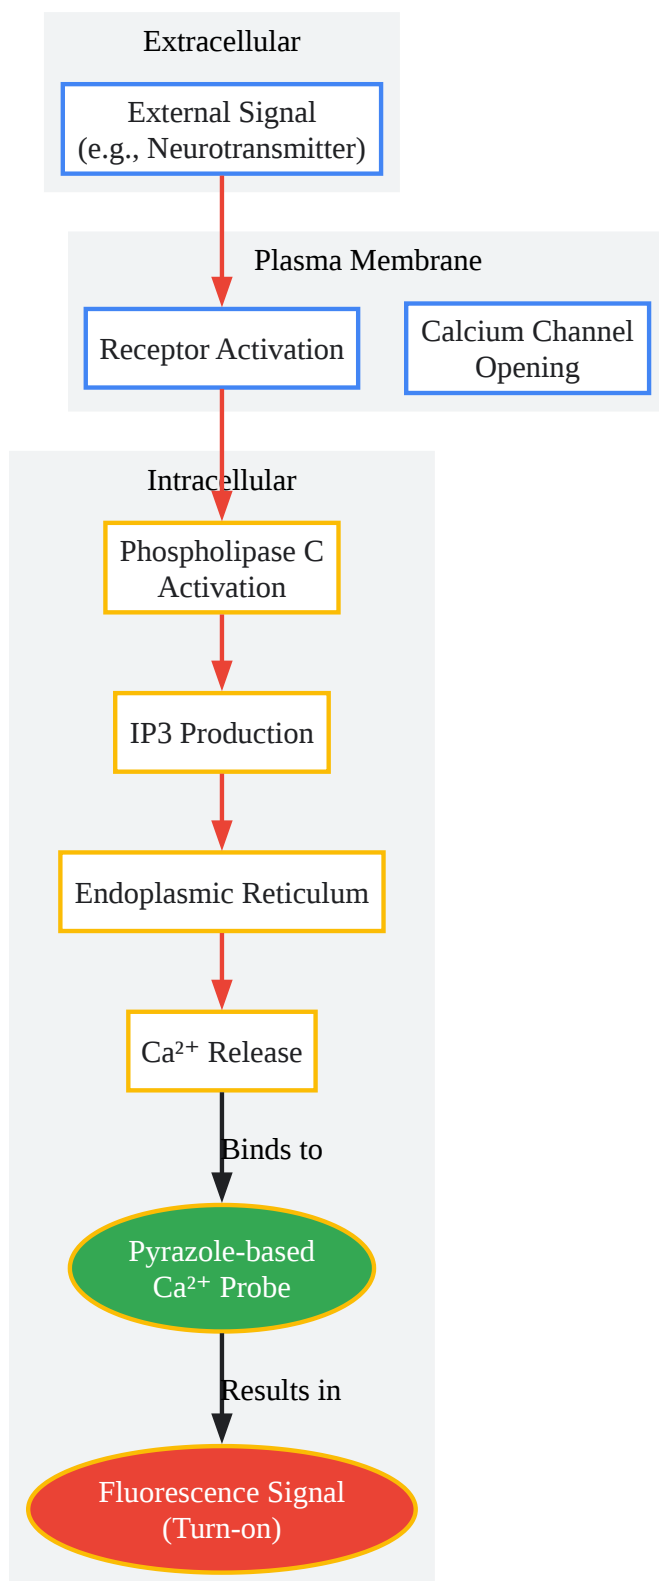 Extracellular
External Signal
(e.g., Neurotransmitter)
Plasma Membrane
Receptor Activation
Calcium Channel
Opening
Intracellular
Phospholipase C
Activation
IP3 Production
Endoplasmic Reticulum
Ca²⁺ Release
Binds to
Pyrazole-based
Ca²⁺ Probe
Results in
Fluorescence Signal
(Turn-on)